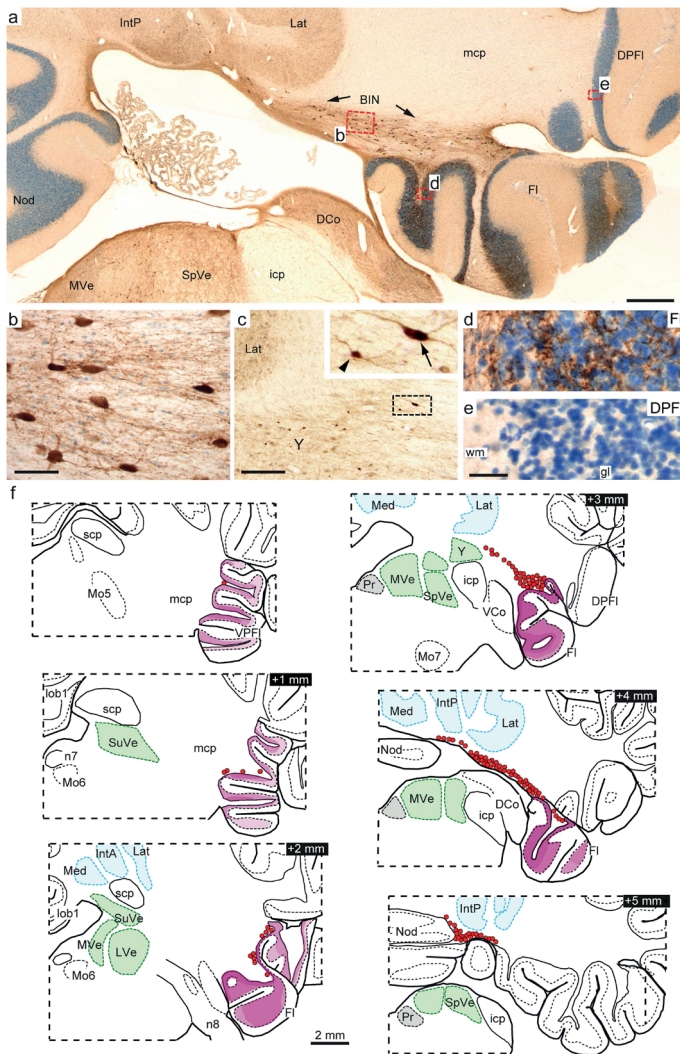 a
IntP
Lat
mcp
DPFl
e
BIN
b
d
Fl
Nod
DCo
MVe
SpVe
icp
b
c
Lat
Y
d
Fl
e
DPFl
wm
gl
f
scp
Mo5
mcp
VPFl
+3 mm
Med
Lat
Y
Pr
MVe
icp
SpVe
VCo
DPFl
Mo7
Fl
+1 mm
lob1
scp
n7
SuVe
mcp
Mo6
+4 mm
Med
IntP
Lat
Nod
MVe
DCo
icp
Fl
+2 mm
IntA
Lat
Med
scp
lob1
SuVe
MVe
LVe
Mo6
n8
Fl
2 mm
+5 mm
IntP
Nod
SpVe
Pr
icp